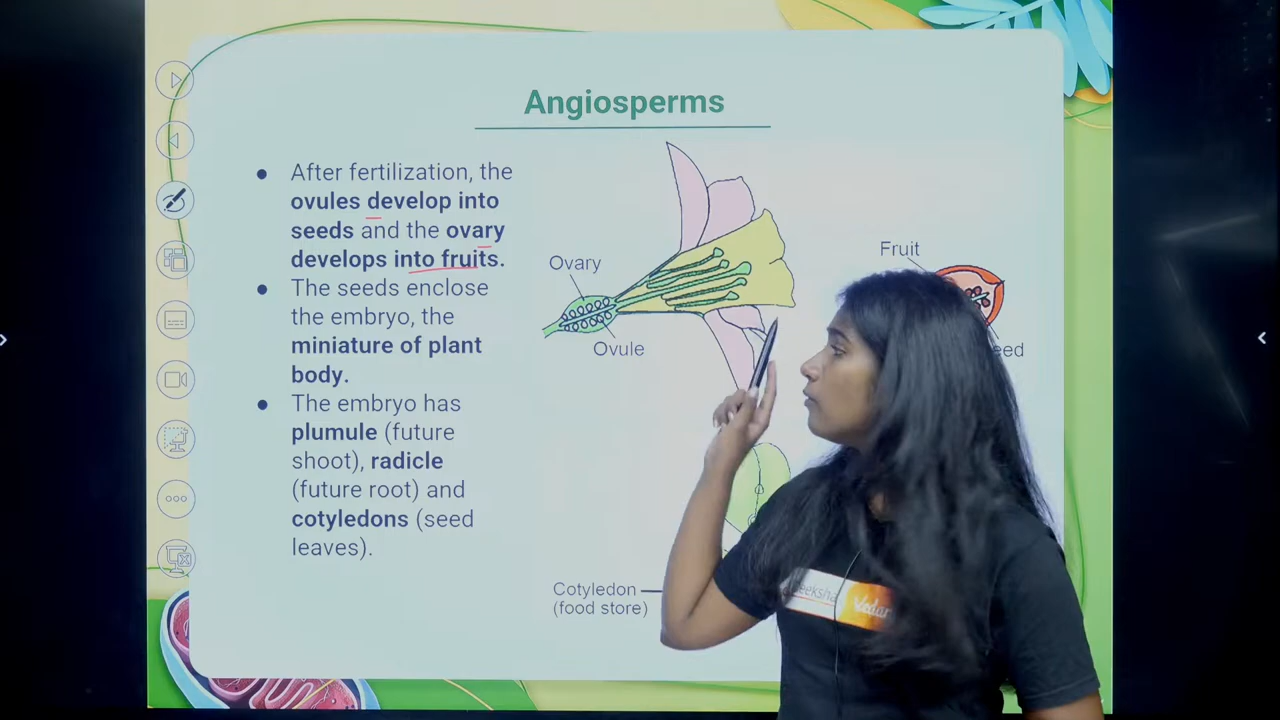 Angiosperms
● After fertilization, the
ovules develop into
seeds and the ovary
develops into fruits.
● The seeds enclose
the embryo, the
miniature of plant
body.
● The embryo has
plumule (future
shoot), radicle
(future root) and
cotyledons (seed
leaves).
Ovary
Ovule
Fruit
Cotyledon
(food store)